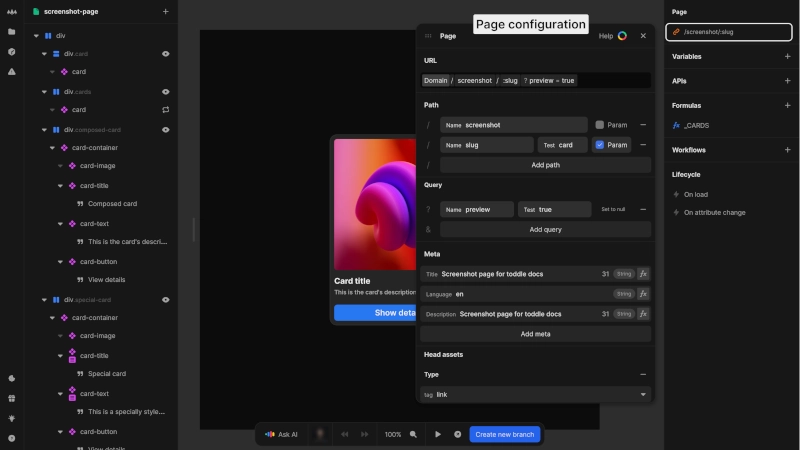 screenshot-page
div
div:card
card
div:cards
card
div:composed-card
card-container
card-image
card-title
Composed card
card-text
This is the card's descri...
card-button
View details
div:special-card
card-container
card-image
card-title
Special card
card-text
This is a specially style...
card-button
View details
Card title
This is the card's description
Show deta
Page configuration
Page
Help
URL
Domain / screenshot / :slug ? preview = true
Path
/ Name screenshot Param
/ Name slug Test card Param
/ Add path
Query
? Name preview Test true Set to null
& Add query
Meta
Title Screenshot page for toddle docs 31 String fx
Language en String fx
Description Screenshot page for toddle docs 31 String fx
Add meta
Head assets
Type
tag link
Ask AI
100%
Create new branch
Page
/screenshot/:slug
Variables
APIs
Formulas
fx _CARDS
Workflows
Lifecycle
On load
On attribute change